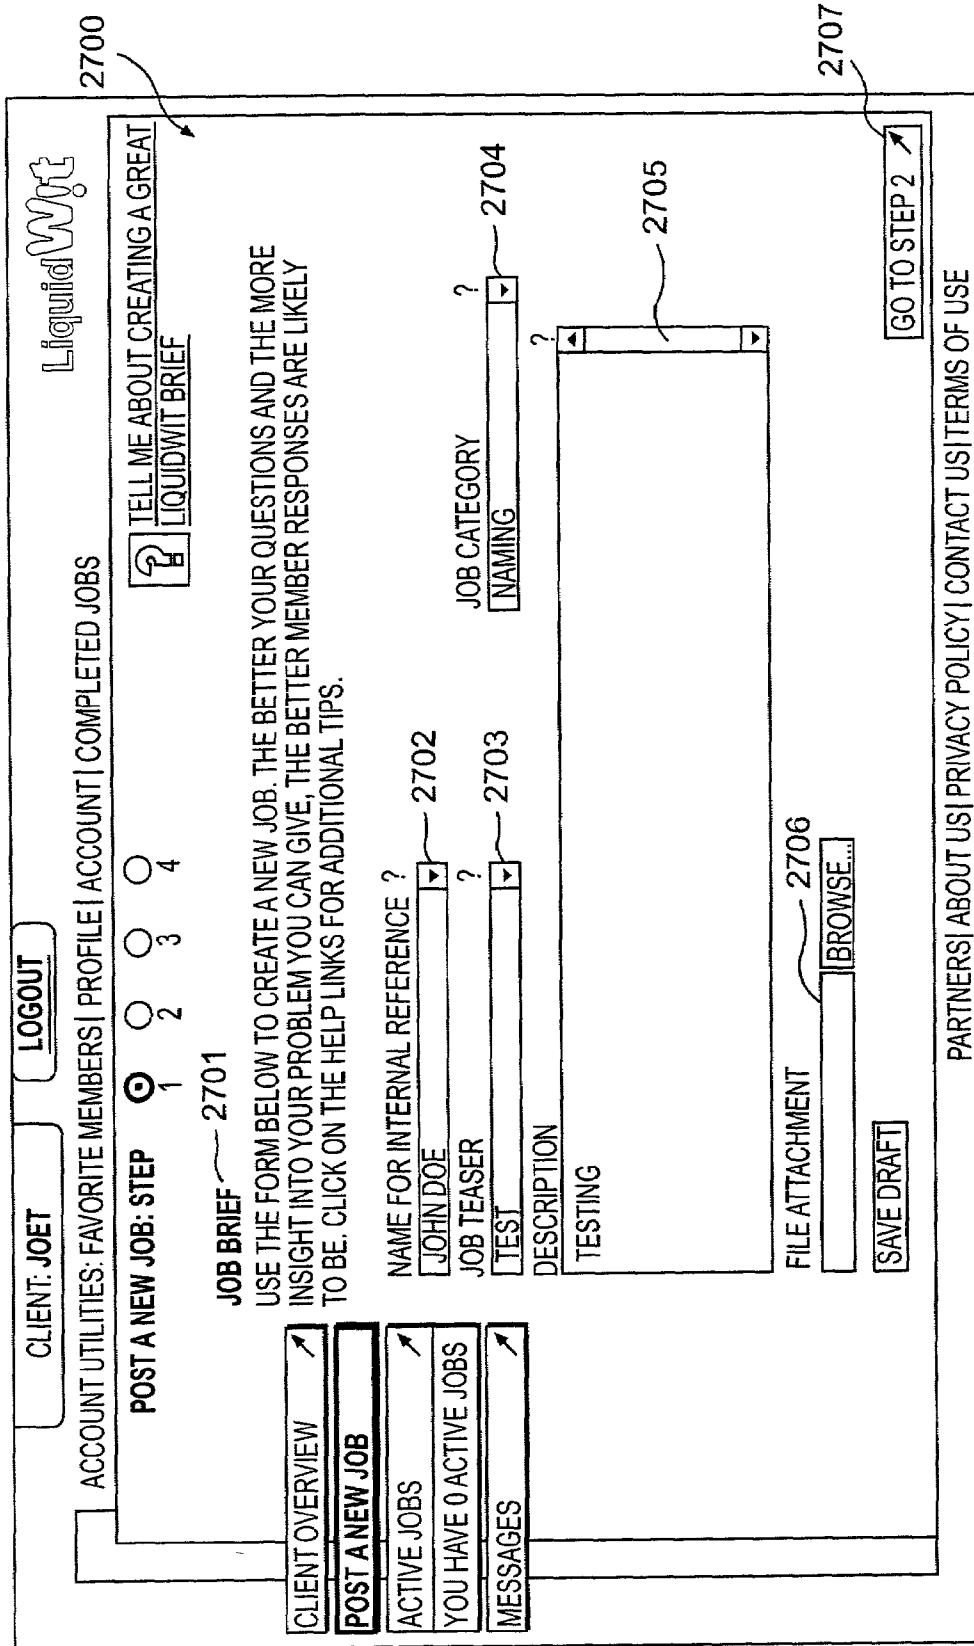 CLIENT: JOET
LOGOUT
LiquidWit
2700
ACCOUNT UTILITIES: FAVORITE MEMBERS| PROFILE| ACCOUNT| COMPLETED JOBS
POST A NEW JOB: STEP
1
2
3
4
?
TELL ME ABOUT CREATING A GREAT
LIQUIDWIT BRIEF
JOB BRIEF
2701
USE THE FORM BELOW TO CREATE A NEW JOB. THE BETTER YOUR QUESTIONS AND THE MORE
INSIGHT INTO YOUR PROBLEM YOU CAN GIVE, THE BETTER MEMBER RESPONSES ARE LIKELY
TO BE. CLICK ON THE HELP LINKS FOR ADDITIONAL TIPS.
CLIENT OVERVIEW
POST A NEW JOB
ACTIVE JOBS
YOU HAVE 0 ACTIVE JOBS
MESSAGES
NAME FOR INTERNAL REFERENCE ?
JOHN DOE
2702
JOB TEASER ?
TEST
2703
JOB CATEGORY ?
NAMING
2704
DESCRIPTION ?
TESTING
2705
FILE ATTACHMENT
2706
BROWSE...
SAVE DRAFT
GO TO STEP 2
2707
PARTNERS| ABOUT US| PRIVACY POLICY| CONTACT US|TERMS OF USE